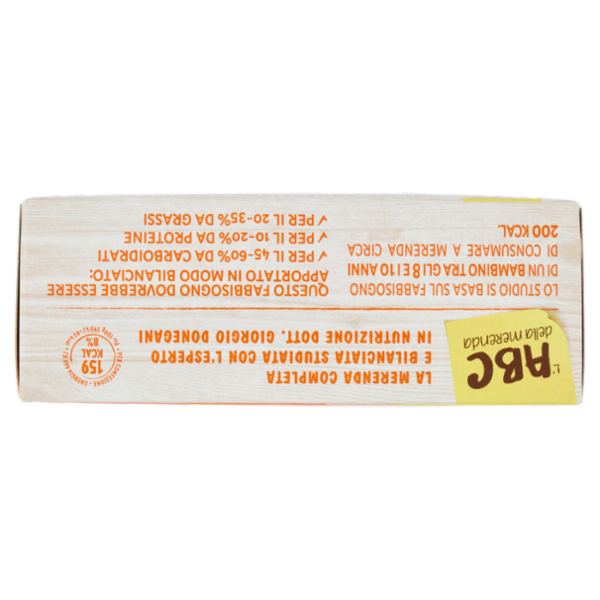 L'ABC
della merenda
LA MERENDA COMPLETA
E BILANCIATA STUDIATA CON L'ESPERTO
IN NUTRIZIONE DOTT. GIORGIO DONEGANI
159
KCAL
8%
LO STUDIO SI BASA SUL FABBISOGNO
DI UN BAMBINO TRA GLI 8 E I 10 ANNI
DI CONSUMARE A MERENDA CIRCA
200 KCAL.
QUESTO FABBISOGNO DOVREBBE ESSERE
APPORTATO IN MODO BILANCIATO:
✓ PER IL 45-60% DA CARBOIDRATI
✓ PER IL 10-20% DA PROTEINE
✓ PER IL 20-35% DA GRASSI